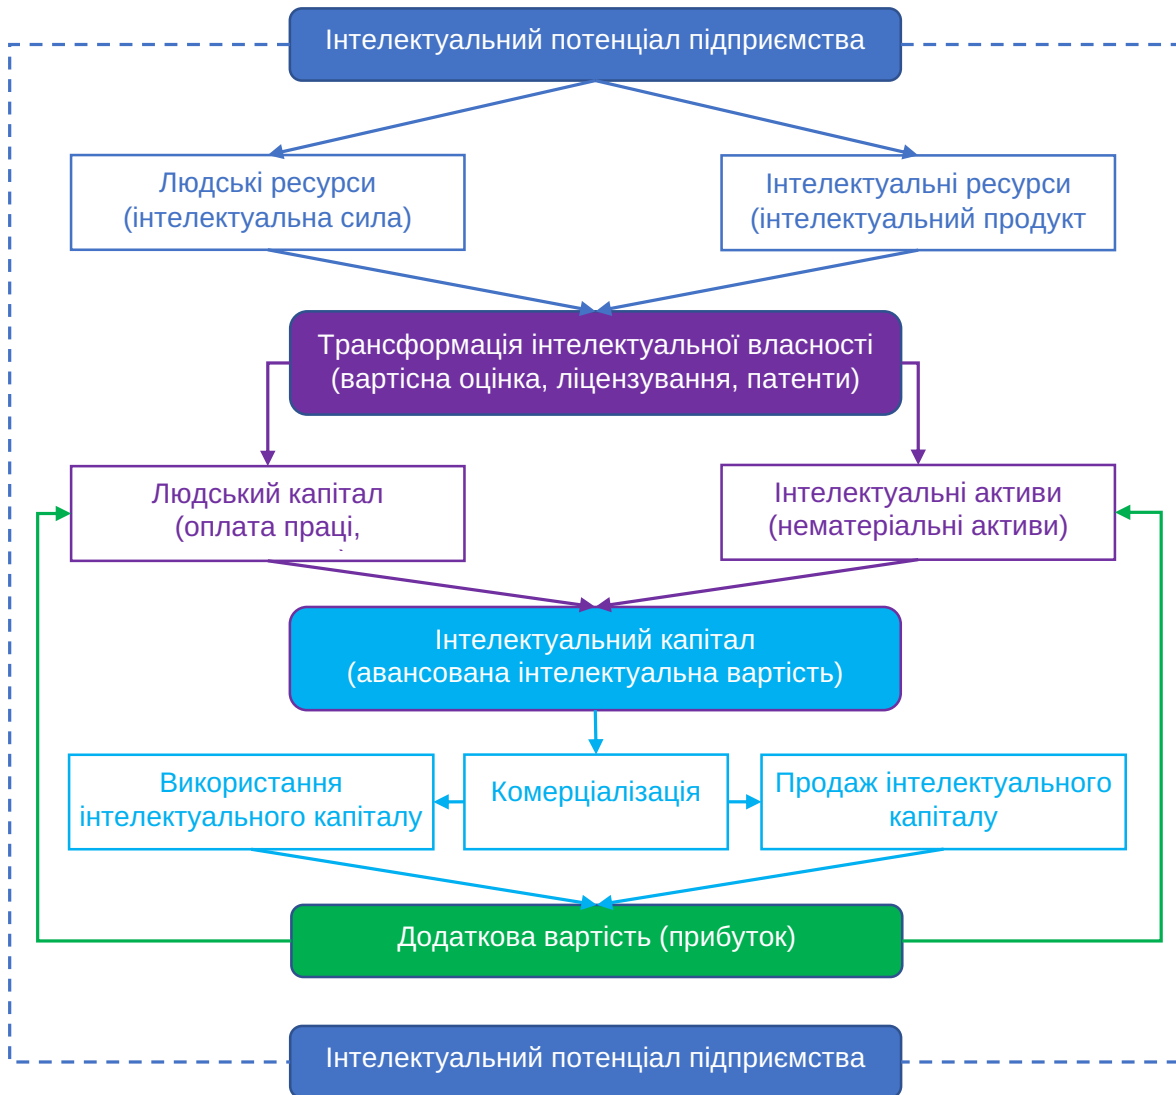 Інтелектуальний потенціал підприємства
Людські ресурси
(інтелектуальна сила)
Інтелектуальні ресурси
(інтелектуальний продукт
Трансформація інтелектуальної власності
(вартісна оцінка, ліцензування, патенти)
Людський капітал
(оплата праці,
Інтелектуальні активи
(нематеріальні активи)
Інтелектуальний капітал
(авансована інтелектуальна вартість)
Використання
інтелектуального капіталу
Комерціалізація
Продаж інтелектуального
капіталу
Додаткова вартість (прибуток)
Інтелектуальний потенціал підприємства